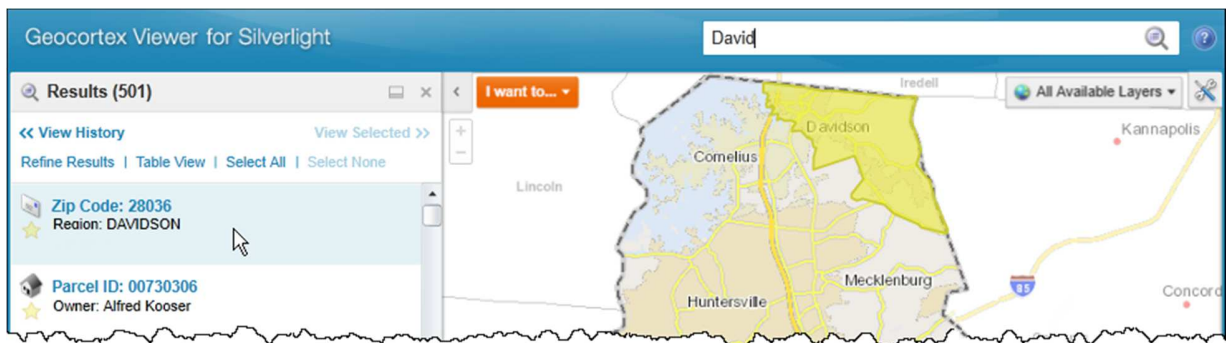 Geocortex Viewer for Silverlight
David
Results (501)
I want to...
All Available Layers
<< View History
View Selected >>
Refine Results | Table View | Select All | Select None
Zip Code: 28036
Region: DAVIDSON
Parcel ID: 00730306
Owner: Alfred Kooser
Iredell
Davidson
Kannapolis
Cornelius
Lincoln
Mecklenburg
85
Huntersville
Concord